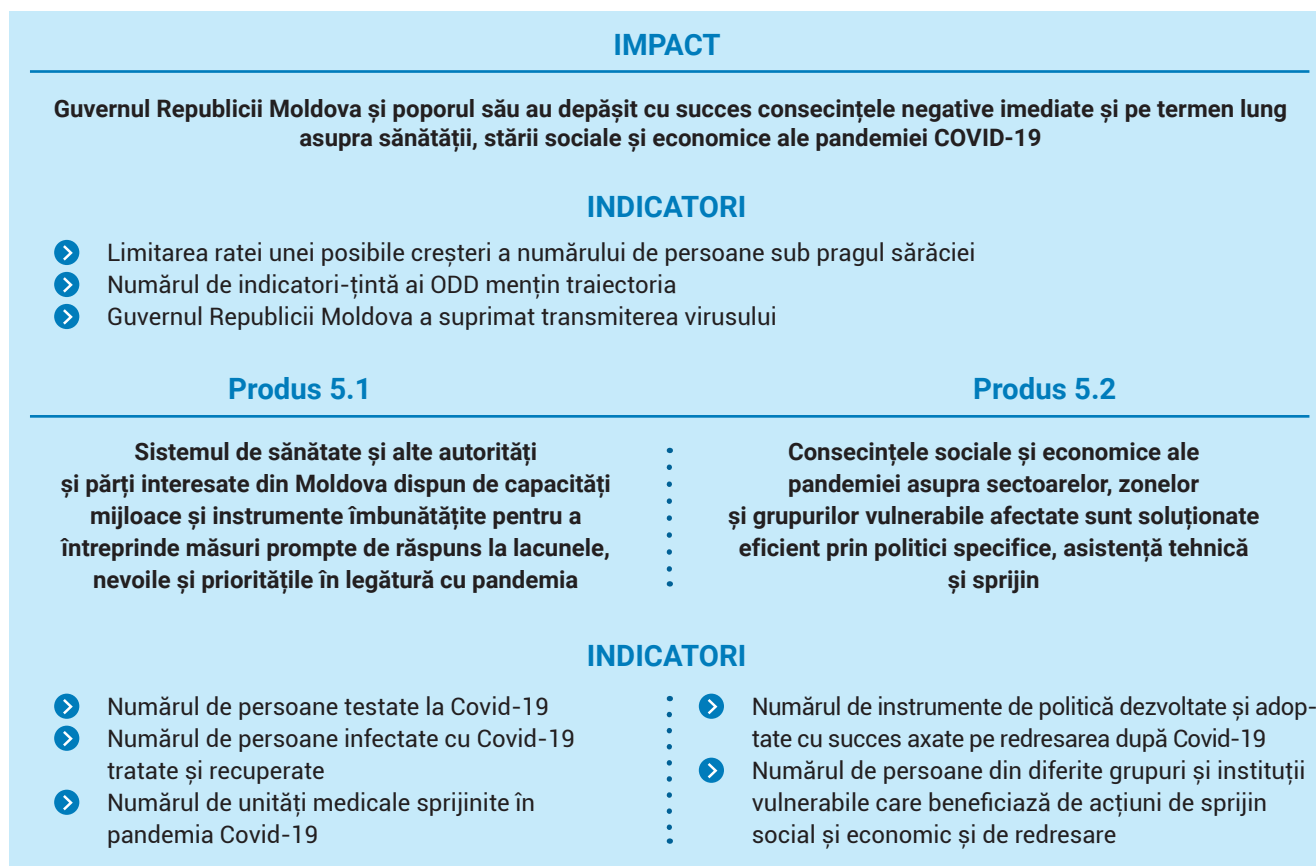 IMPACT
Guvernul Republicii Moldova și poporul său au depășit cu succes consecințele negative imediate și pe termen lung
asupra sănătății, stării sociale și economice ale pandemiei COVID-19
INDICATORI
Limitarea ratei unei posibile creșteri a numărului de persoane sub pragul sărăciei
Numărul de indicatori-țintă ai ODD mențin traiectoria
Guvernul Republicii Moldova a suprimat transmiterea virusului
Produs 5.1
Sistemul de sănătate și alte autorități
și părți interesate din Moldova dispun de capacități
mijloace și instrumente îmbunătățite pentru a
întreprinde măsuri prompte de răspuns la lacunele,
nevoile și prioritățile în legătură cu pandemia
Produs 5.2
Consecințele sociale și economice ale
pandemiei asupra sectoarelor, zonelor
și grupurilor vulnerabile afectate sunt soluționate
eficient prin politici specifice, asistență tehnică
și sprijin
INDICATORI
Numărul de persoane testate la Covid-19
Numărul de persoane infectate cu Covid-19
tratate și recuperate
Numărul de unități medicale sprijinite în
pandemia Covid-19
Numărul de instrumente de politică dezvoltate și adop-
tate cu succes axate pe redresarea după Covid-19
Numărul de persoane din diferite grupuri și instituții
vulnerabile care beneficiază de acțiuni de sprijin
social și economic și de redresare